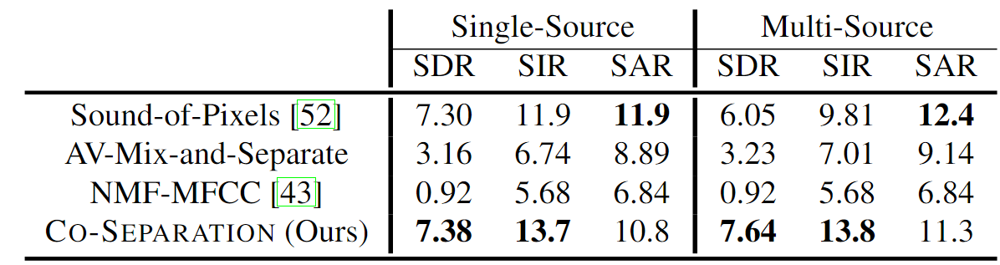 Single-Source Multi-Source
SDR SIR SAR SDR SIR SAR
Sound-of-Pixels [52] 7.30 11.9 11.9 6.05 9.81 12.4
AV-Mix-and-Separate 3.16 6.74 8.89 3.23 7.01 9.14
NMF-MFCC [43] 0.92 5.68 6.84 0.92 5.68 6.84
CO-SEPARATION (Ours) 7.38 13.7 10.8 7.64 13.8 11.3